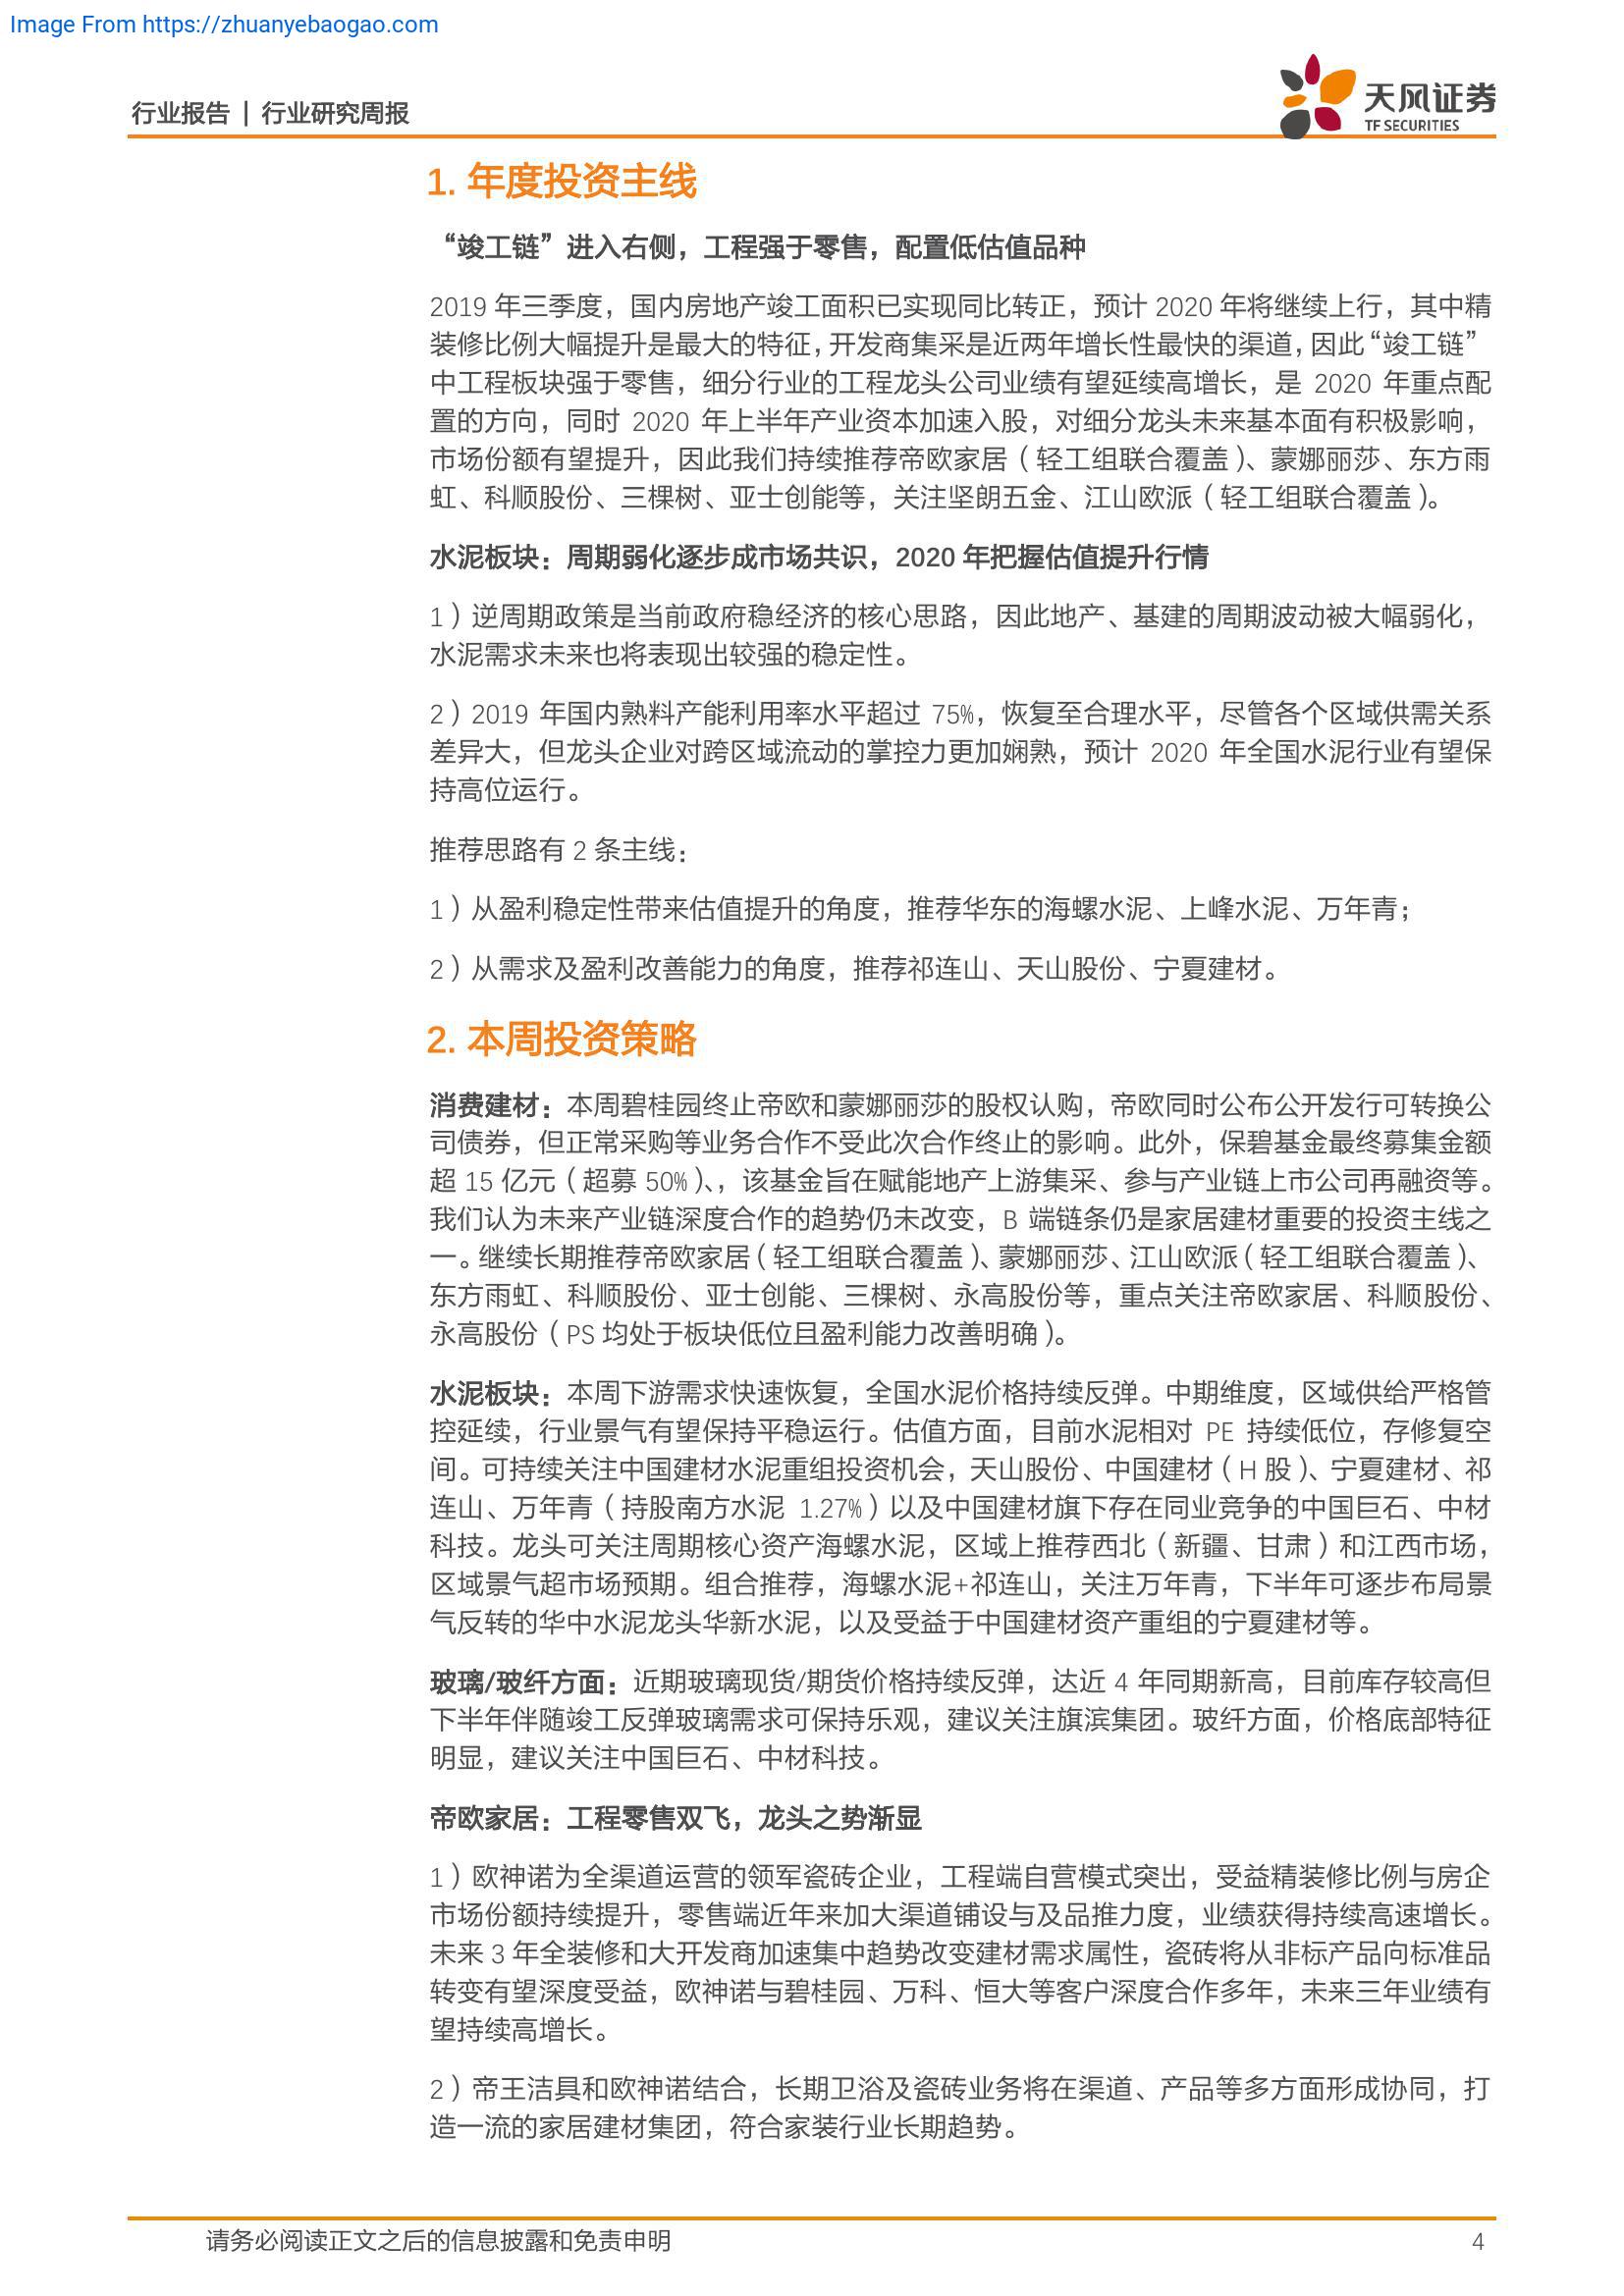 Image From https://zhuanyebaogao.com
行业报告 | 行业研究周报
天风证券
TF SECURITIES
1. 年度投资主线
“竣工链”进入右侧，工程强于零售，配置低估值品种
2019 年三季度，国内房地产竣工面积已实现同比转正，预计 2020 年将继续上行，其中精
装修比例大幅提升是最大的特征，开发商集采是近两年增长性最快的渠道，因此“竣工链”
中工程板块强于零售，细分行业的工程龙头公司业绩有望延续高增长，是 2020 年重点配
置的方向，同时 2020 年上半年产业资本加速入股，对细分龙头未来基本面有积极影响，
市场份额有望提升，因此我们持续推荐帝欧家居（轻工组联合覆盖）、蒙娜丽莎、东方雨
虹、科顺股份、三棵树、亚士创能等，关注坚朗五金、江山欧派（轻工组联合覆盖）。
水泥板块：周期弱化逐步成市场共识，2020 年把握估值提升行情
1）逆周期政策是当前政府稳经济的核心思路，因此地产、基建的周期波动被大幅弱化，
水泥需求未来也将表现出较强的稳定性。
2）2019 年国内熟料产能利用率水平超过 75%，恢复至合理水平，尽管各个区域供需关系
差异大，但龙头企业对跨区域流动的掌控力更加娴熟，预计 2020 年全国水泥行业有望保
持高位运行。
推荐思路有 2 条主线：
1）从盈利稳定性带来估值提升的角度，推荐华东的海螺水泥、上峰水泥、万年青；
2）从需求及盈利改善能力的角度，推荐祁连山、天山股份、宁夏建材。
2. 本周投资策略
消费建材：本周碧桂园终止帝欧和蒙娜丽莎的股权认购，帝欧同时公布公开发行可转换公
司债券，但正常采购等业务合作不受此次合作终止的影响。此外，保碧基金最终募集金额
超 15 亿元（超募 50%）、，该基金旨在赋能地产上游集采、参与产业链上市公司再融资等。
我们认为未来产业链深度合作的趋势仍未改变，B 端链条仍是家居建材重要的投资主线之
一。继续长期推荐帝欧家居（轻工组联合覆盖）、蒙娜丽莎、江山欧派（轻工组联合覆盖）、
东方雨虹、科顺股份、亚士创能、三棵树、永高股份等，重点关注帝欧家居、科顺股份、
永高股份（PS 均处于板块低位且盈利能力改善明确）。
水泥板块：本周下游需求快速恢复，全国水泥价格持续反弹。中期维度，区域供给严格管
控延续，行业景气有望保持平稳运行。估值方面，目前水泥相对 PE 持续低位，存修复空
间。可持续关注中国建材水泥重组投资机会，天山股份、中国建材（H 股）、宁夏建材、祁
连山、万年青（持股南方水泥 1.27%）以及中国建材旗下存在同业竞争的中国巨石、中材
科技。龙头可关注周期核心资产海螺水泥，区域上推荐西北（新疆、甘肃）和江西市场，
区域景气超市场预期。组合推荐，海螺水泥+祁连山，关注万年青，下半年可逐步布局景
气反转的华中水泥龙头华新水泥，以及受益于中国建材资产重组的宁夏建材等。
玻璃/玻纤方面：近期玻璃现货/期货价格持续反弹，达近 4 年同期新高，目前库存较高但
下半年伴随竣工反弹玻璃需求可保持乐观，建议关注旗滨集团。玻纤方面，价格底部特征
明显，建议关注中国巨石、中材科技。
帝欧家居：工程零售双飞，龙头之势渐显
1）欧神诺为全渠道运营的领军瓷砖企业，工程端自营模式突出，受益精装修比例与房企
市场份额持续提升，零售端近年来加大渠道铺设与及品推力度，业绩获得持续高速增长。
未来 3 年全装修和大开发商加速集中趋势改变建材需求属性，瓷砖将从非标产品向标准品
转变有望深度受益，欧神诺与碧桂园、万科、恒大等客户深度合作多年，未来三年业绩有
望持续高增长。
2）帝王洁具和欧神诺结合，长期卫浴及瓷砖业务将在渠道、产品等多方面形成协同，打
造一流的家居建材集团，符合家装行业长期趋势。
请务必阅读正文之后的信息披露和免责申明
4